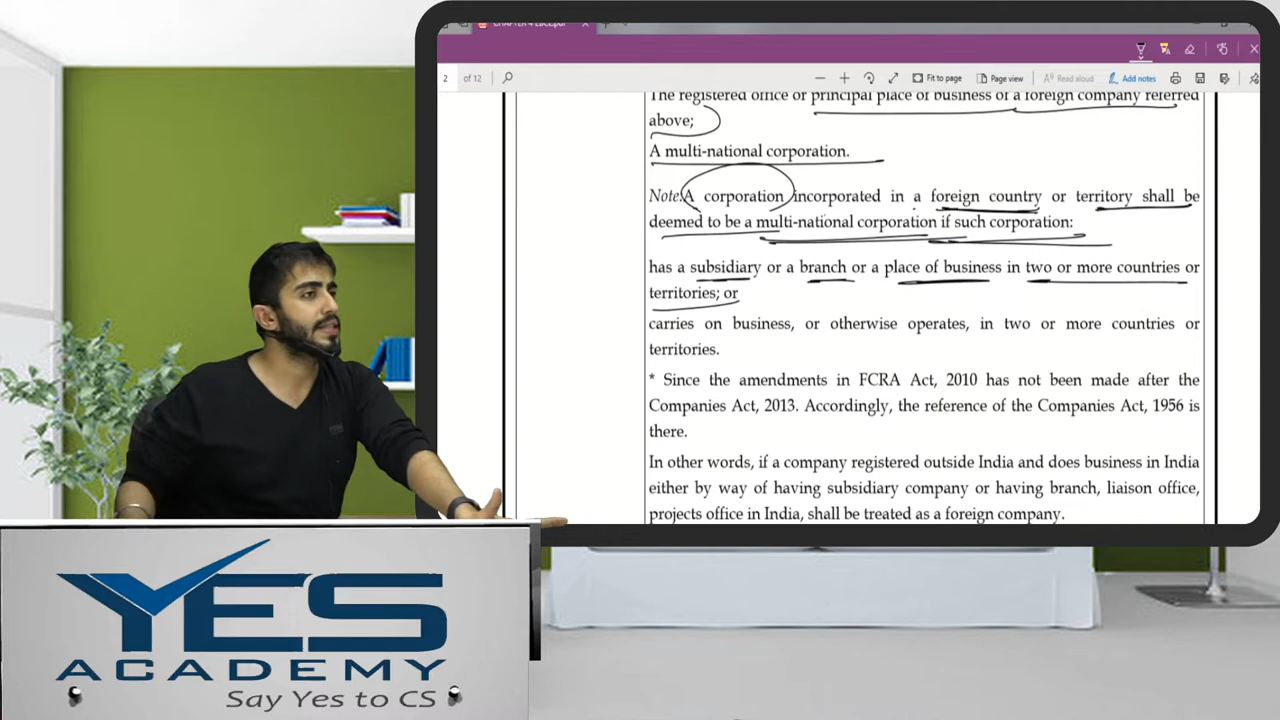 CHAPTER 4 EBCL.pdf
2 of 12
Fit to page
Page view
Read aloud
Add notes
The registered office or principal place of business of a foreign company referred
above;
A multi-national corporation.
Note:A corporation incorporated in a foreign country or territory shall be
deemed to be a multi-national corporation if such corporation:
has a subsidiary or a branch or a place of business in two or more countries or
territories; or
carries on business, or otherwise operates, in two or more countries or
territories.
* Since the amendments in FCRA Act, 2010 has not been made after the
Companies Act, 2013. Accordingly, the reference of the Companies Act, 1956 is
there.
In other words, if a company registered outside India and does business in India
either by way of having subsidiary company or having branch, liaison office,
projects office in India, shall be treated as a foreign company.
YES
ACADEMY
Say Yes to CS